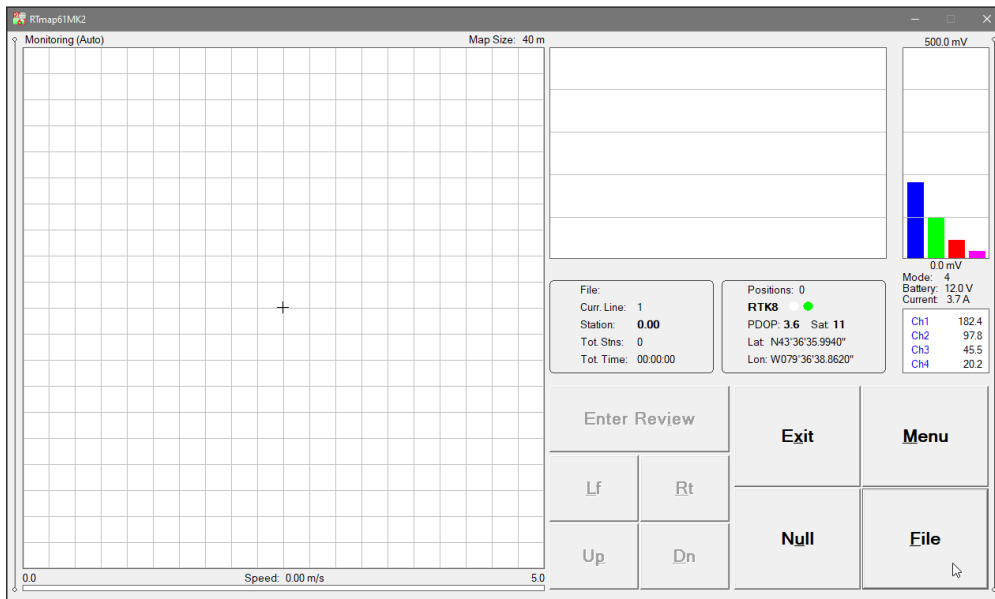 RTmap61MK2
Monitoring (Auto) Map Size: 40 m
500.0 mV
0.0 mV
Mode: 4
Battery: 12.0 V
Current: 3.7 A
File:
Curr. Line: 1
Station: 0.00
Tot. Stns: 0
Tot. Time: 00:00:00
Positions: 0
RTK8
PDOP: 3.6 Sat: 11
Lat: N43°36'35.9940"
Lon: W079°36'38.8620"
Ch1 182.4
Ch2 97.8
Ch3 45.5
Ch4 20.2
Enter Review
Exit
Menu
Lf
Rt
Null
File
Up
Dn
0.0 Speed: 0.00 m/s 5.0